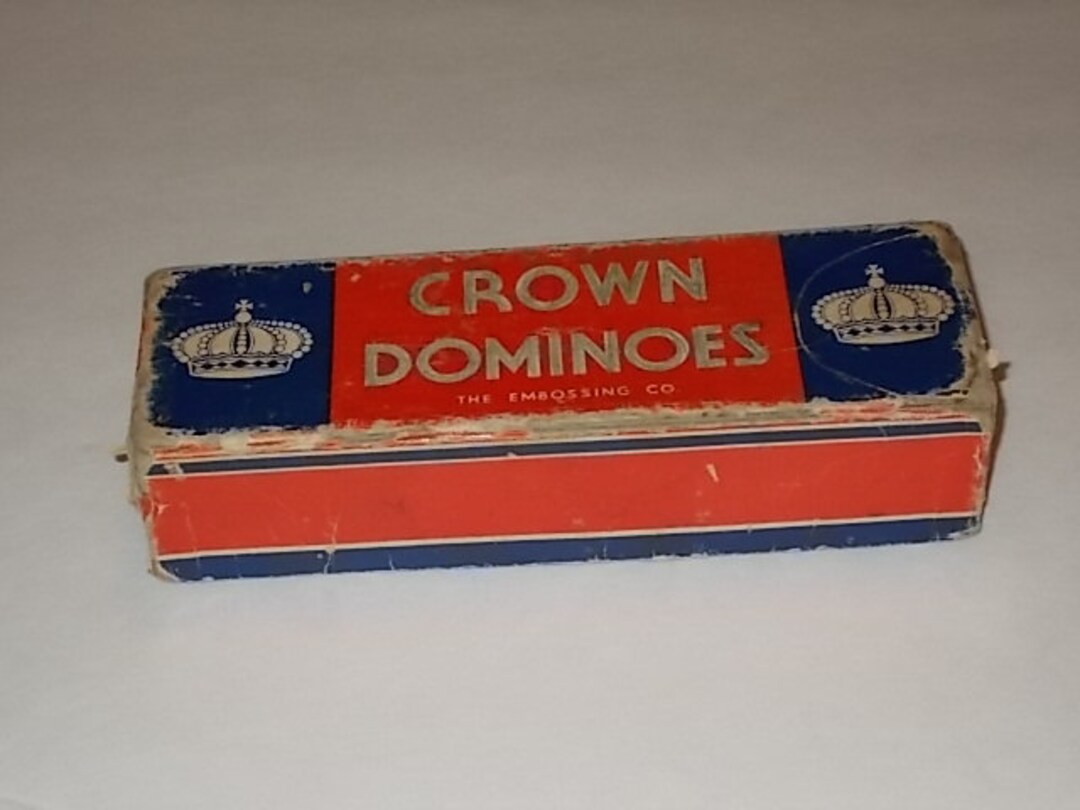 CROWN
DOMINOES
THE EMBOSSING CO.